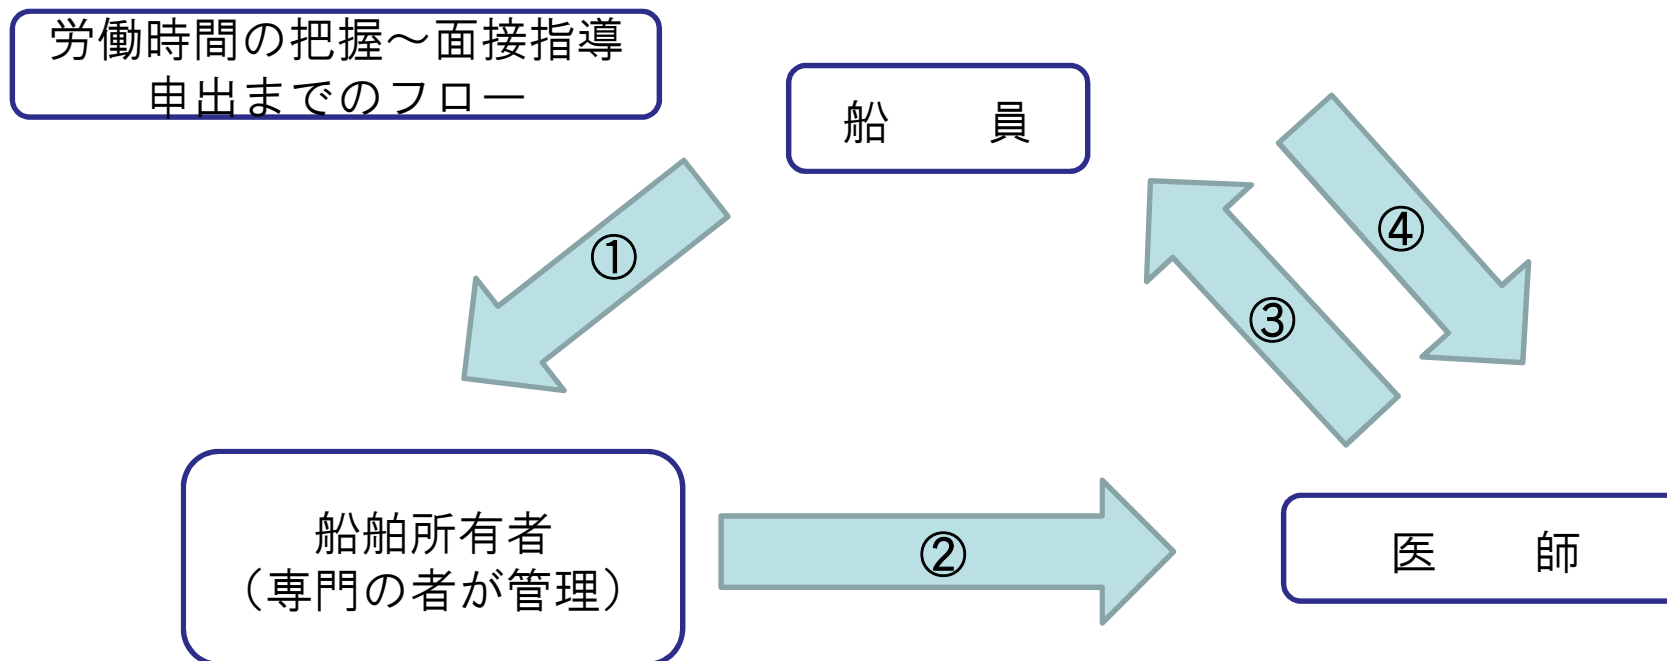 労働時間の把握～面接指導
申出までのフロー
船　　員
①
④
③
船舶所有者
（専門の者が管理）
②
医　　師